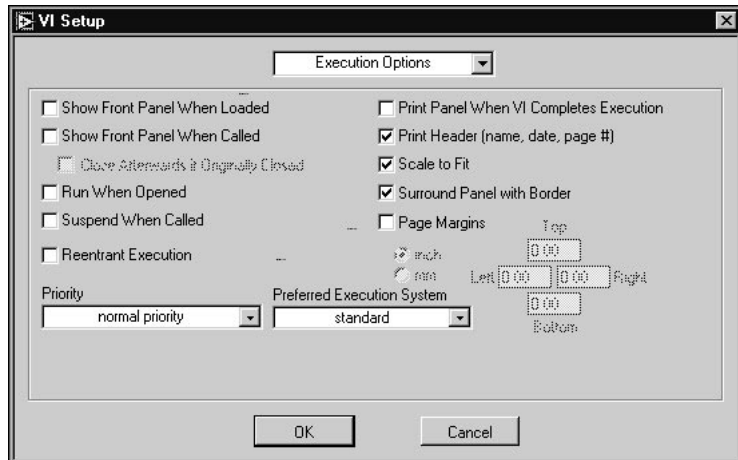 VI Setup
Execution Options
Show Front Panel When Loaded
Show Front Panel When Called
Close Afterwards if Originally Closed
Run When Opened
Suspend When Called
Reentrant Execution
Priority
normal priority
Preferred Execution System
standard
Print Panel When VI Completes Execution
Print Header (name, date, page #)
Scale to Fit
Surround Panel with Border
Page Margins
inch
mm
Top
0.00
Left 0.00 0.00 Right
0.00
Bottom
OK
Cancel